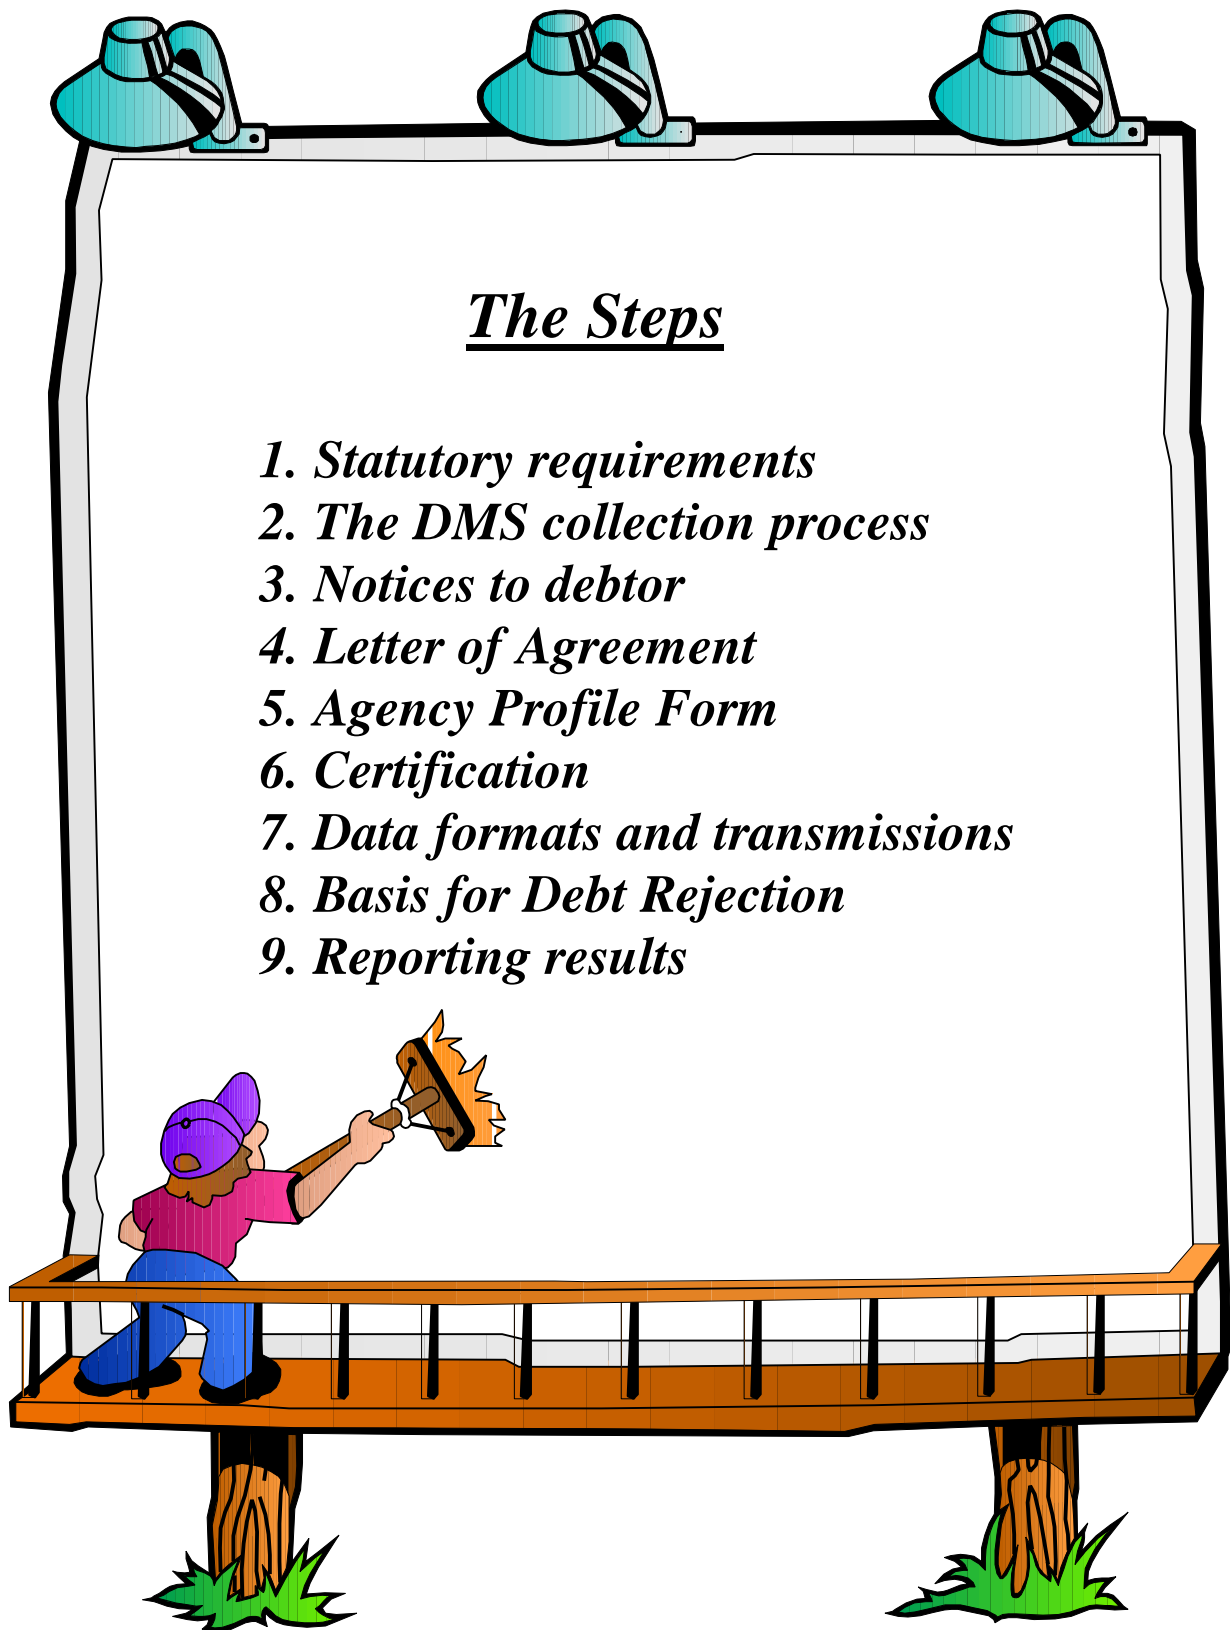 The Steps
1. Statutory requirements
2. The DMS collection process
3. Notices to debtor
4. Letter of Agreement
5. Agency Profile Form
6. Certification
7. Data formats and transmissions
8. Basis for Debt Rejection
9. Reporting results